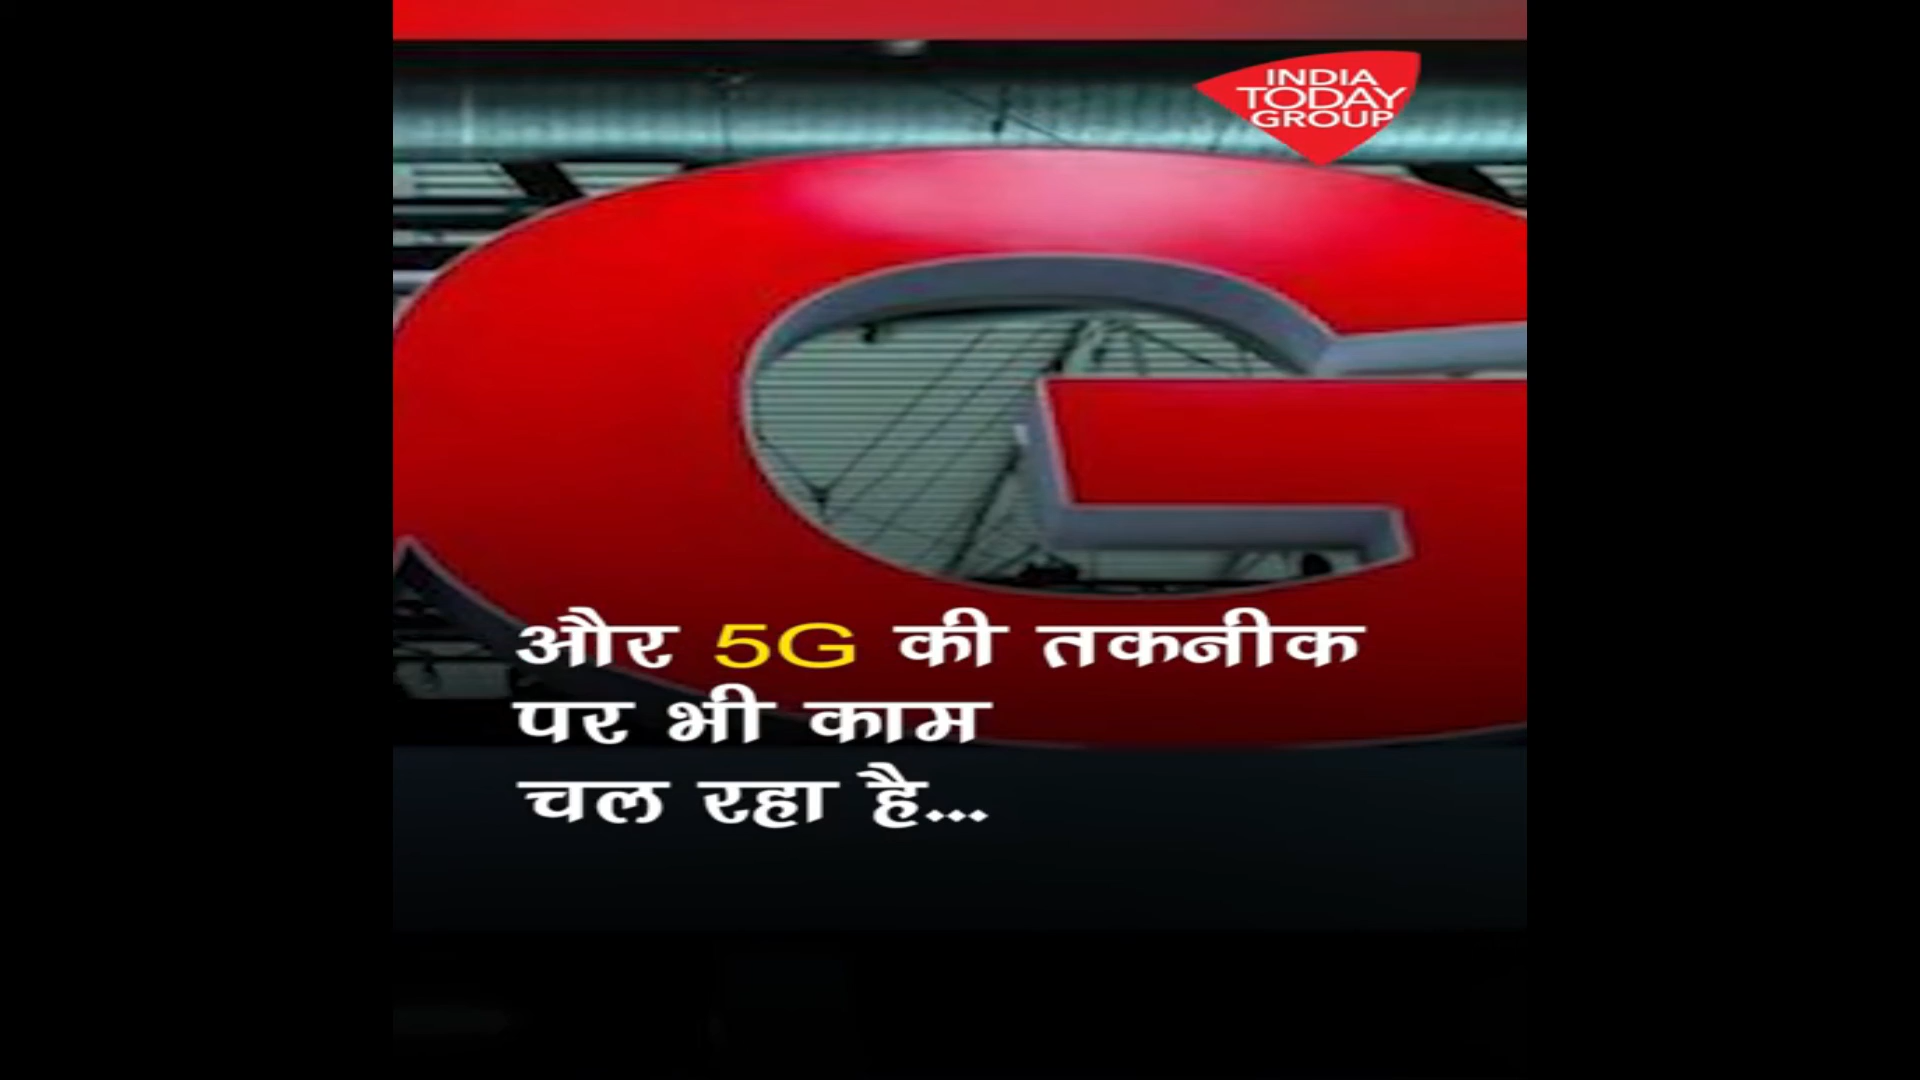 INDIA
TODAY
GROUP
G
और 5G की तकनीक
पर भी काम
चल रहा है...